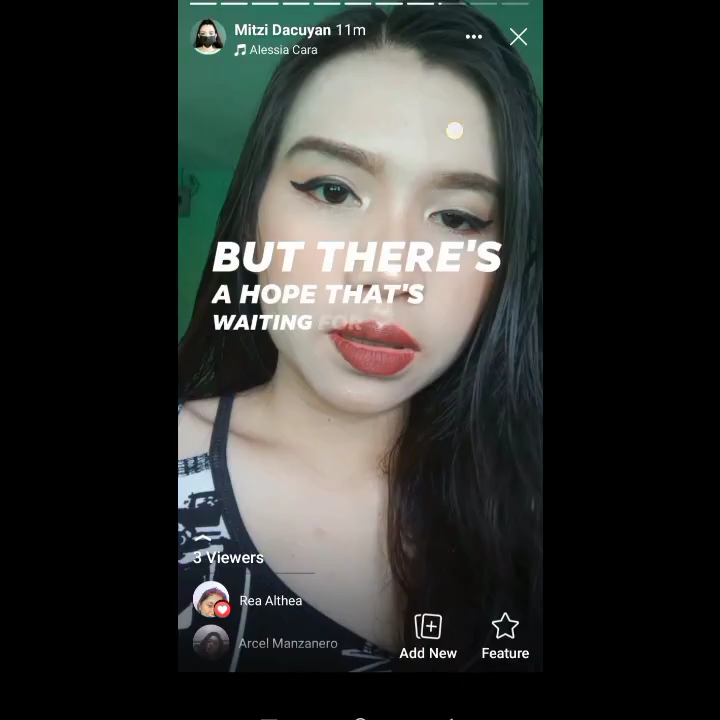 Mitzi Dacuyan 11m
Alessia Cara
BUT THERE'S
A HOPE THAT'S
WAITING FOR
3 Viewers
Rea Althea
Arcel Manzanero
Add New
Feature